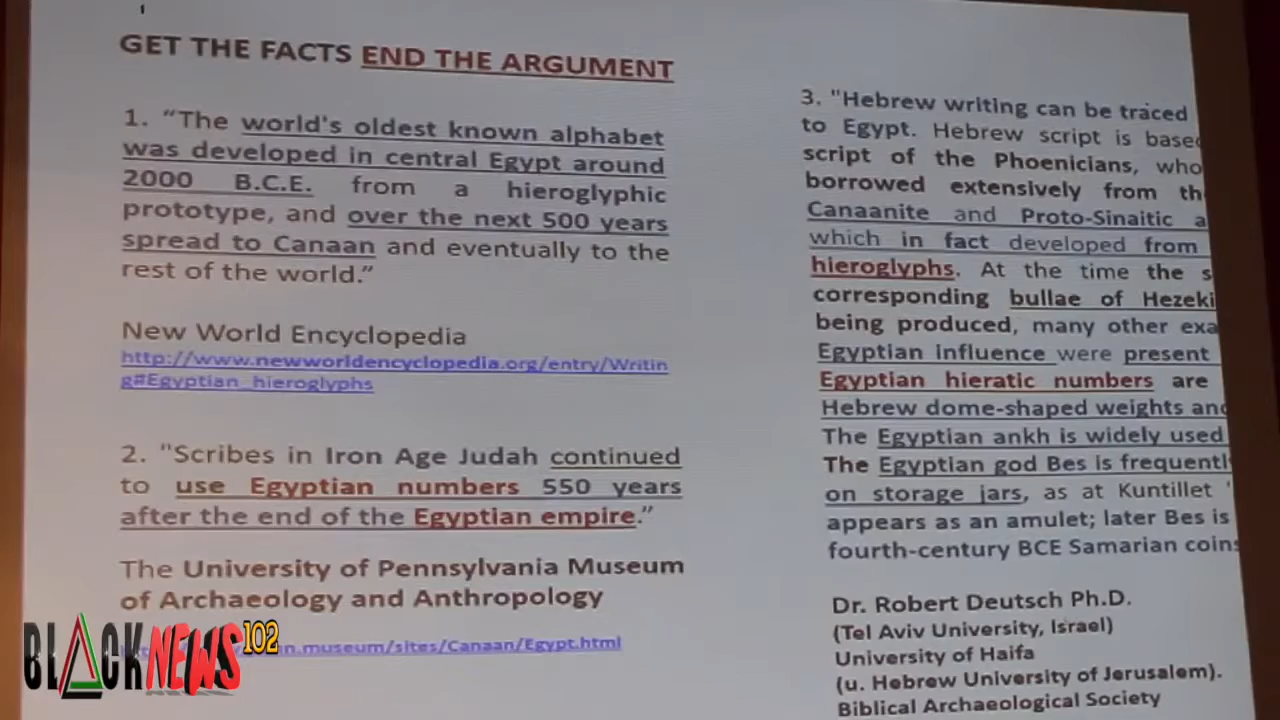 GET THE FACTS END THE ARGUMENT
1. “The world's oldest known alphabet
was developed in central Egypt around
2000 B.C.E. from a hieroglyphic
prototype, and over the next 500 years
spread to Canaan and eventually to the
rest of the world.”
New World Encyclopedia
http://www.newworldencyclopedia.org/entry/Writin
g#Egyptian_hieroglyphs
2. "Scribes in Iron Age Judah continued
to use Egyptian numbers 550 years
after the end of the Egyptian empire.”
The University of Pennsylvania Museum
of Archaeology and Anthropology
n.museum/sites/Canaan/Egypt.html
3. "Hebrew writing can be traced
to Egypt. Hebrew script is based
script of the Phoenicians, who
borrowed extensively from th
Canaanite and Proto-Sinaitic a
which in fact developed from
hieroglyphs. At the time the s
corresponding bullae of Hezeki
being produced, many other exa
Egyptian influence were present
Egyptian hieratic numbers are
Hebrew dome-shaped weights and
The Egyptian ankh is widely used
The Egyptian god Bes is frequentl
on storage jars, as at Kuntillet '
appears as an amulet; later Bes is
fourth-century BCE Samarian coins
Dr. Robert Deutsch Ph.D.
(Tel Aviv University, Israel)
University of Haifa
(u. Hebrew University of Jerusalem).
Biblical Archaeological Society
BLACKNEWS102